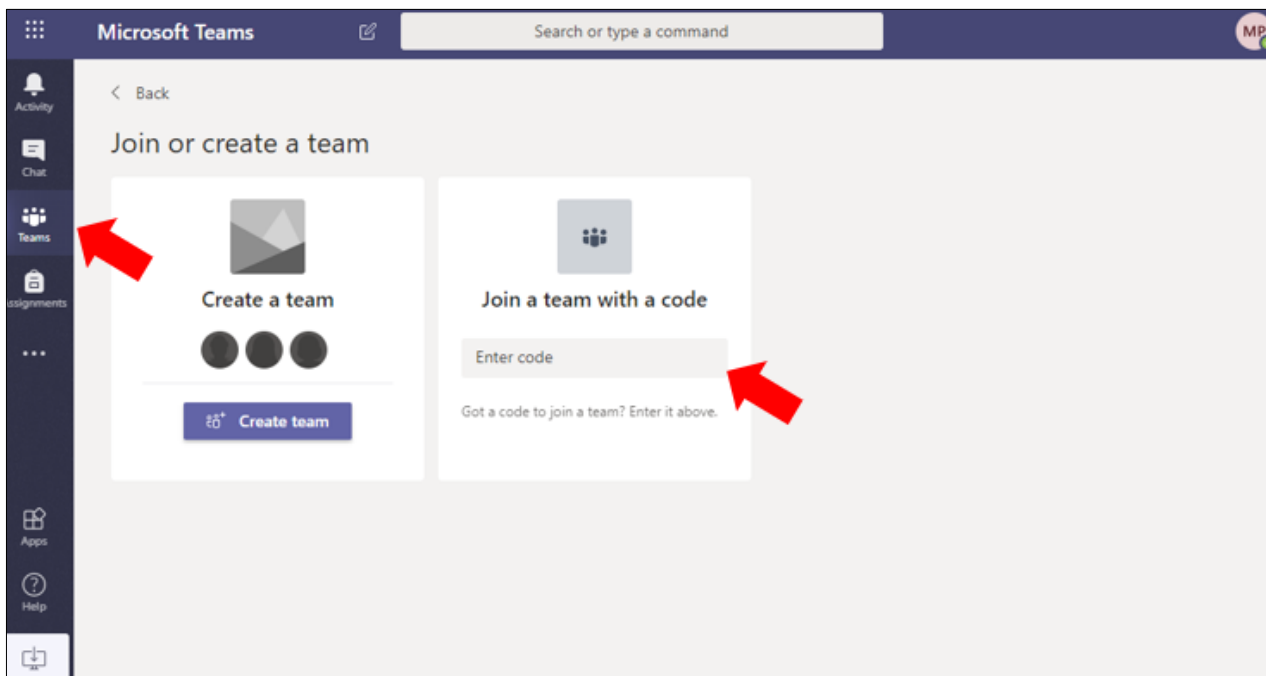 Microsoft Teams
Search or type a command
MP
Activity
Chat
Teams
ssignments
Apps
Help
Back
Join or create a team
Create a team
Create team
Join a team with a code
Enter code
Got a code to join a team? Enter it above.